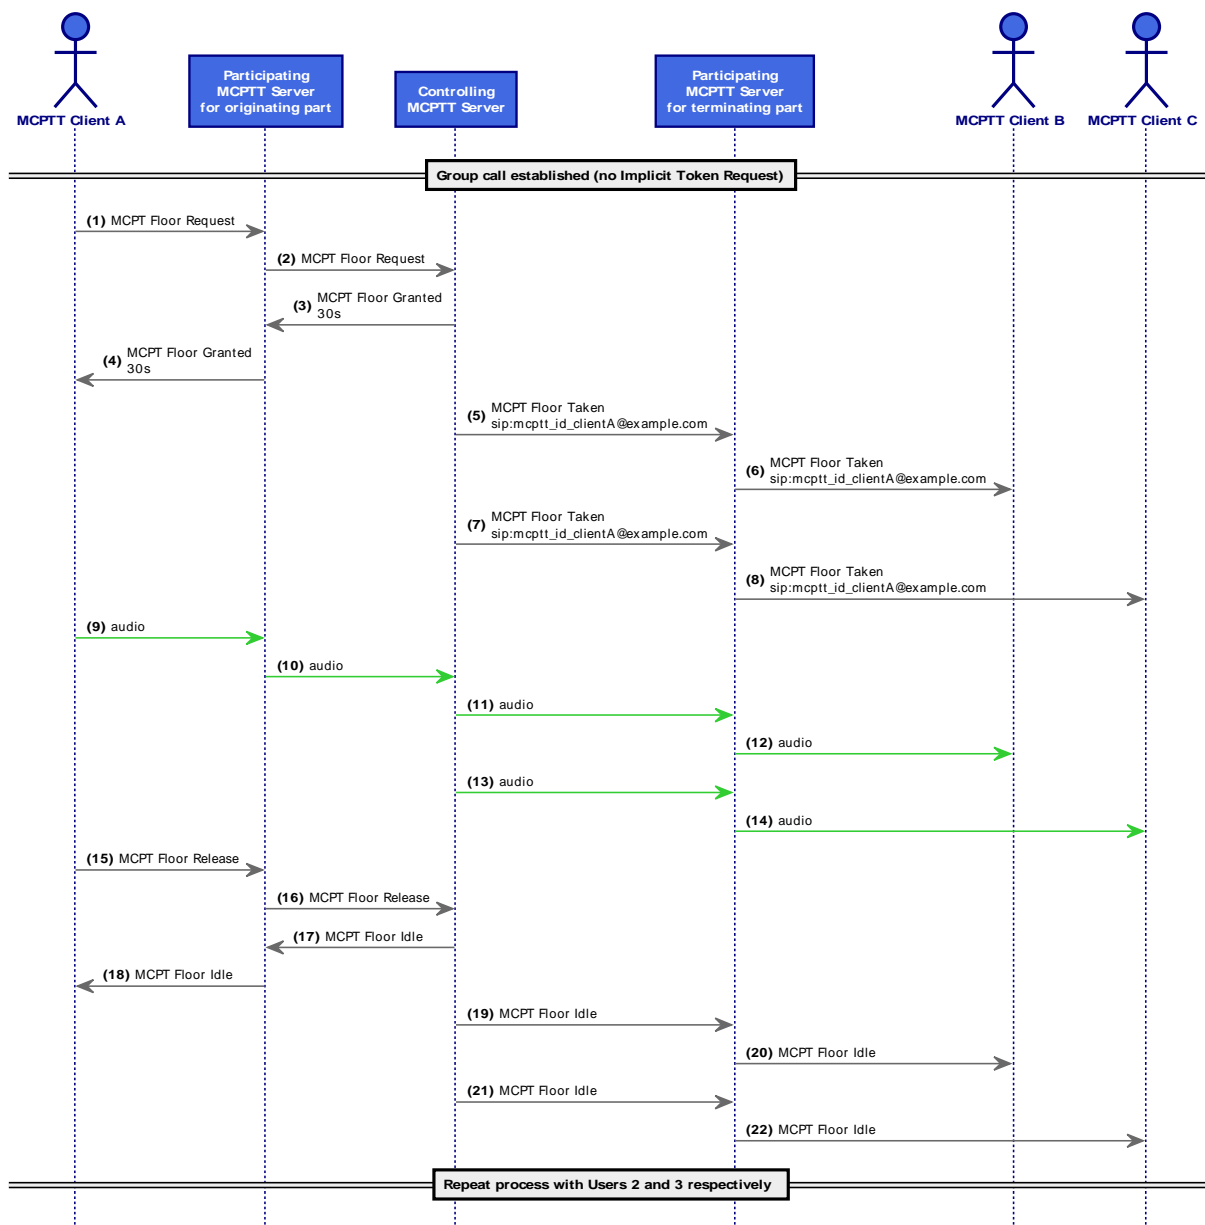 Participating
MCPTT Server
for originating part
Controlling
MCPTT Server
Participating
MCPTT Server
for terminating part
MCPTT Client A
MCPTT Client B
MCPTT Client C
Group call established (no Implicit Token Request)
(1) MCPT Floor Request
(2) MCPT Floor Request
(3) MCPT Floor Granted
30s
(4) MCPT Floor Granted
30s
(5) MCPT Floor Taken
sip:mcptt_id_clientA@example.com
(6) MCPT Floor Taken
sip:mcptt_id_clientA@example.com
(7) MCPT Floor Taken
sip:mcptt_id_clientA@example.com
(8) MCPT Floor Taken
sip:mcptt_id_clientA@example.com
(9) audio
(10) audio
(11) audio
(12) audio
(13) audio
(14) audio
(15) MCPT Floor Release
(16) MCPT Floor Release
(17) MCPT Floor Idle
(18) MCPT Floor Idle
(19) MCPT Floor Idle
(20) MCPT Floor Idle
(21) MCPT Floor Idle
(22) MCPT Floor Idle
Repeat process with Users 2 and 3 respectively